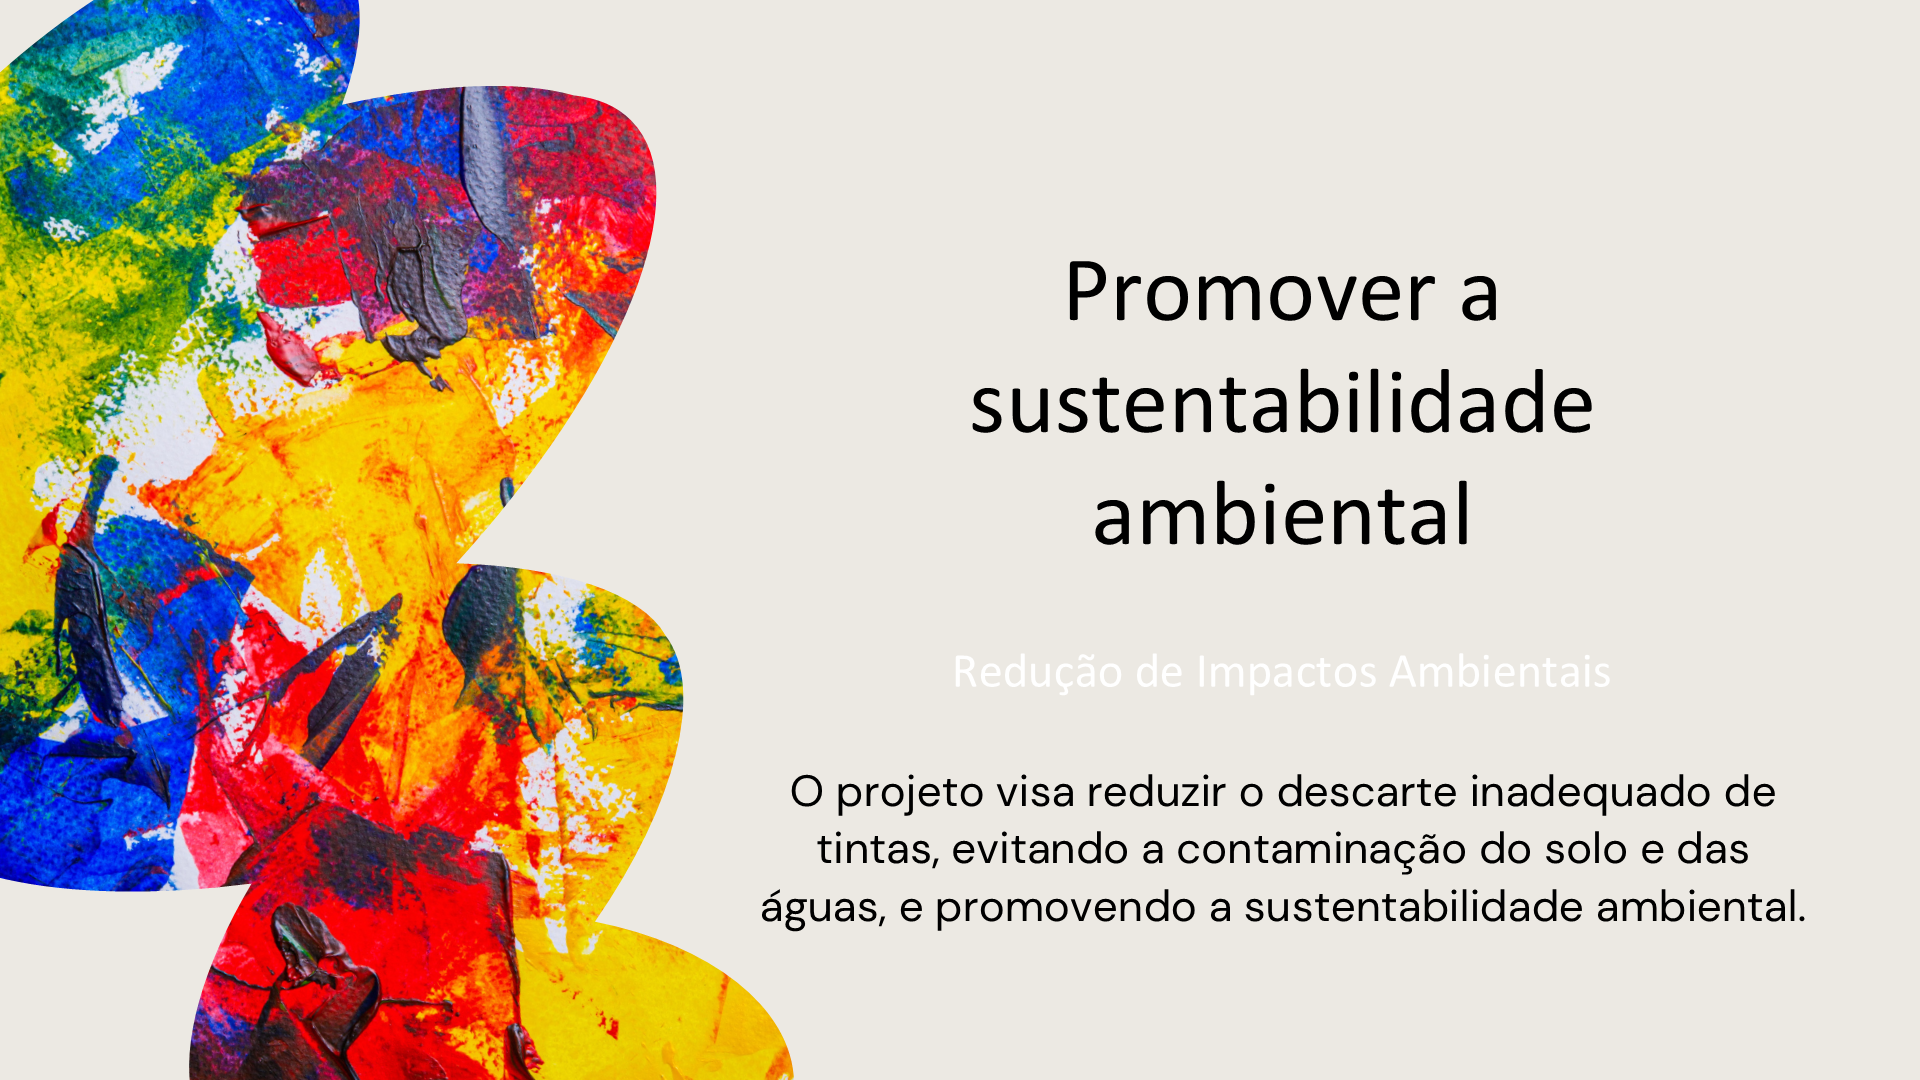 Promover a
sustentabilidade
ambiental
Redução de Impactos Ambientais
O projeto visa reduzir o descarte inadequado de
tintas, evitando a contaminação do solo e das
águas, e promovendo a sustentabilidade ambiental.